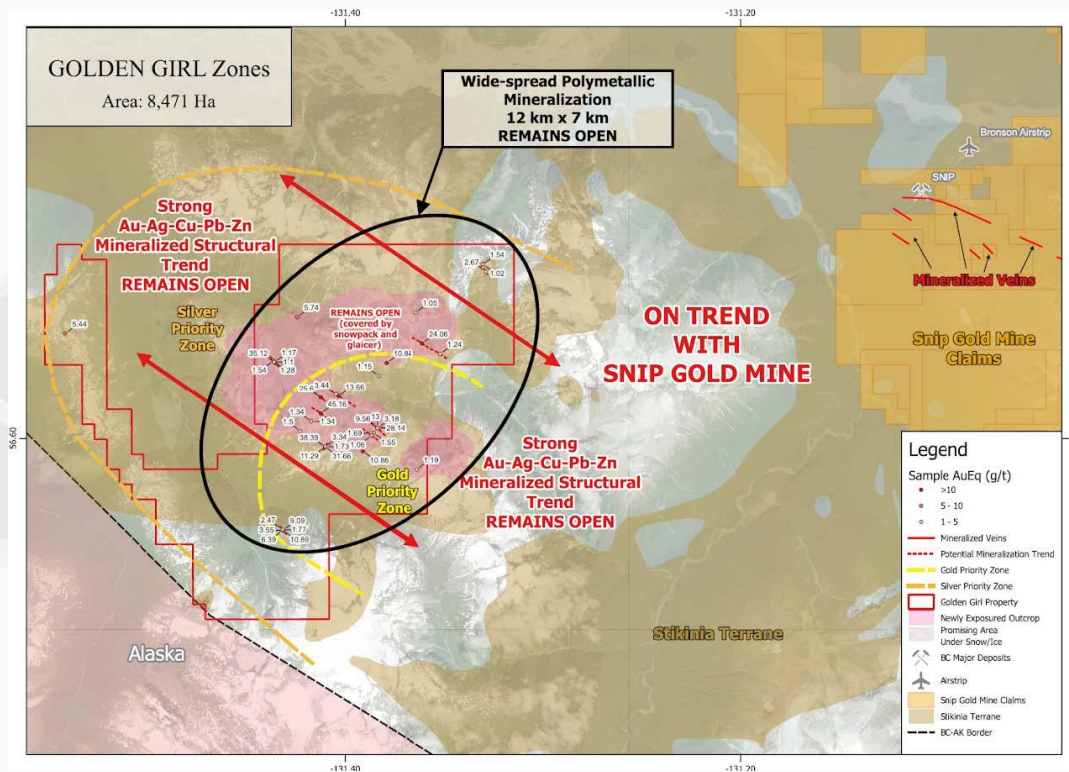 -131.40
-131.20
GOLDEN GIRL Zones
Area: 8,471 Ha
Wide-spread Polymetallic
Mineralization
12 km x 7 km
REMAINS OPEN
Bronson Airstrip
SNIP
Mineralized Veins
Snip Gold Mine
Claims
Strong
Au-Ag-Cu-Pb-Zn
Mineralized Structural
Trend
REMAINS OPEN
Silver
Priority
Zone
REMAINS OPEN
(covered by
snowpack and
glaicer)
ON TREND
WITH
SNIP GOLD MINE
5.44
5.74
2.67
1.54
1.02
1.05
24.06
1.24
10.84
1.15
35.12
1.17
1.1
1.54
1.28
3.44
13.66
45.16
1.34
1.34
1.5
9.56
13
3.18
28.14
1.69
1.55
38.39
3.34
1.73
1.06
11.29
31.66
10.86
1.19
Gold
Priority
Zone
2.47
9.09
3.55
1.77
6.39
10.89
Strong
Au-Ag-Cu-Pb-Zn
Mineralized Structural
Trend
REMAINS OPEN
56.60
56.60
Alaska
Stikinia Terrane
Legend
Sample AuEq (g/t)
>10
5 - 10
1 - 5
Mineralized Veins
Potential Mineralization Trend
Gold Priority Zone
Silver Priority Zone
Golden Girl Property
Newly Exposed Outcrop
Promising Area
Under Snow/Ice
BC Major Deposits
Airstrip
Snip Gold Mine Claims
Stikinia Terrane
BC-AK Border
-131.40
-131.20